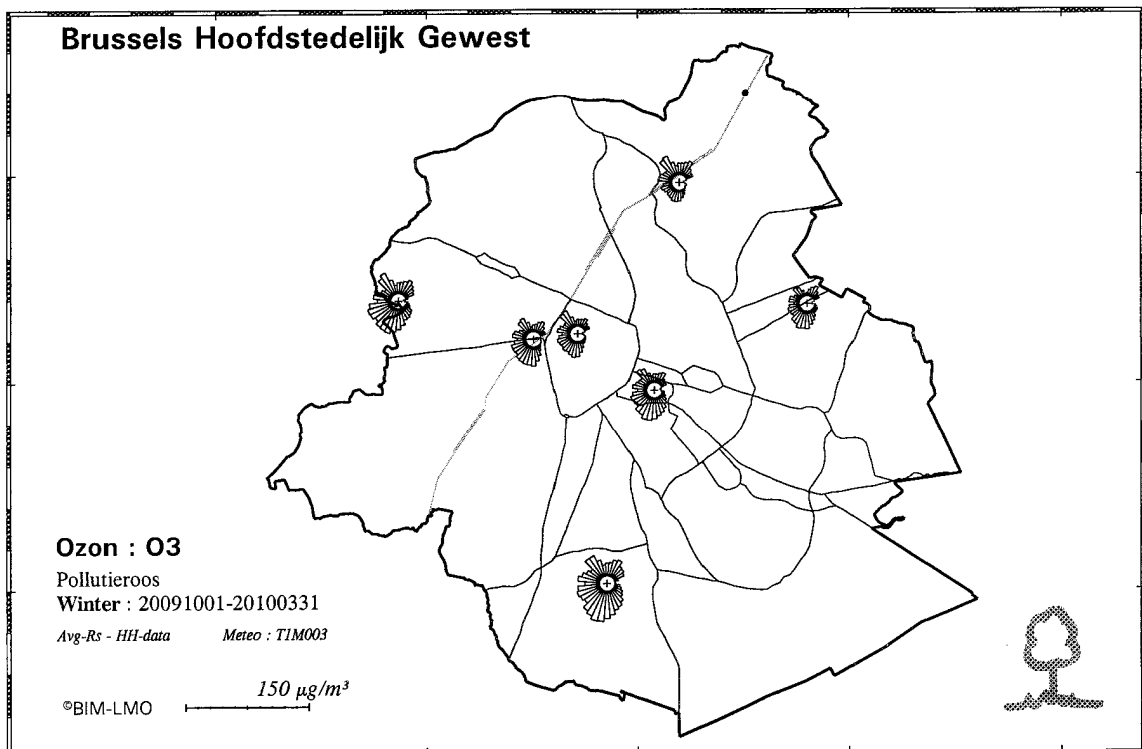 Brussels Hoofdstedelijk Gewest
Ozon : O3
Pollutieroos
Winter : 20091001-20100331
Avg-Rs - HH-data Meteo : T1M003
150 µg/m³
©BIM-LMO